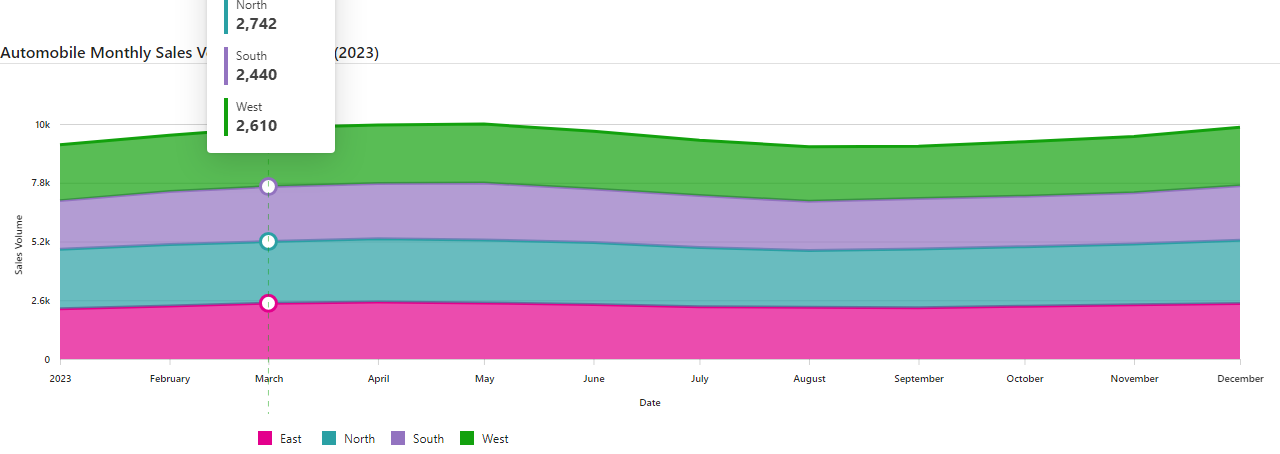 North
2,742
Automobile Monthly Sales V (2023)
South
2,440
West
2,610
10k
7.8k
5.2k
2.6k
0
Sales Volume
2023 February March April May June July August September October November December
Date
East North South West